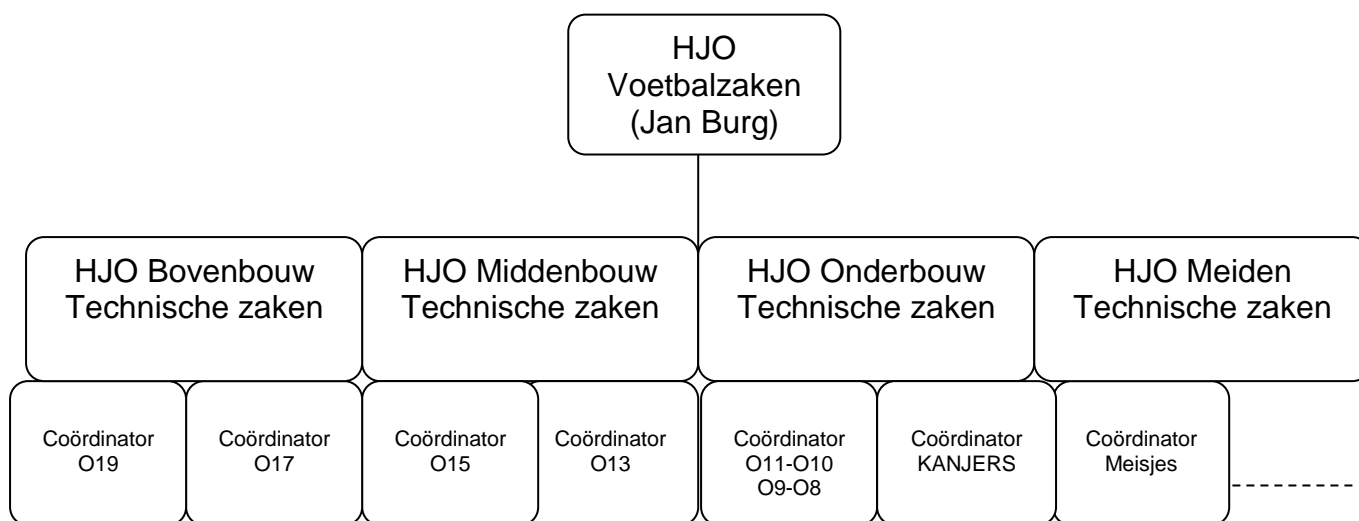 HJO
Voetbalzaken
(Jan Burg)
HJO Bovenbouw
Technische zaken
HJO Middenbouw
Technische zaken
HJO Onderbouw
Technische zaken
HJO Meiden
Technische zaken
Coördinator
O19
Coördinator
O17
Coördinator
O15
Coördinator
O13
Coördinator
O11-O10
O9-O8
Coördinator
KANJERS
Coördinator
Meisjes